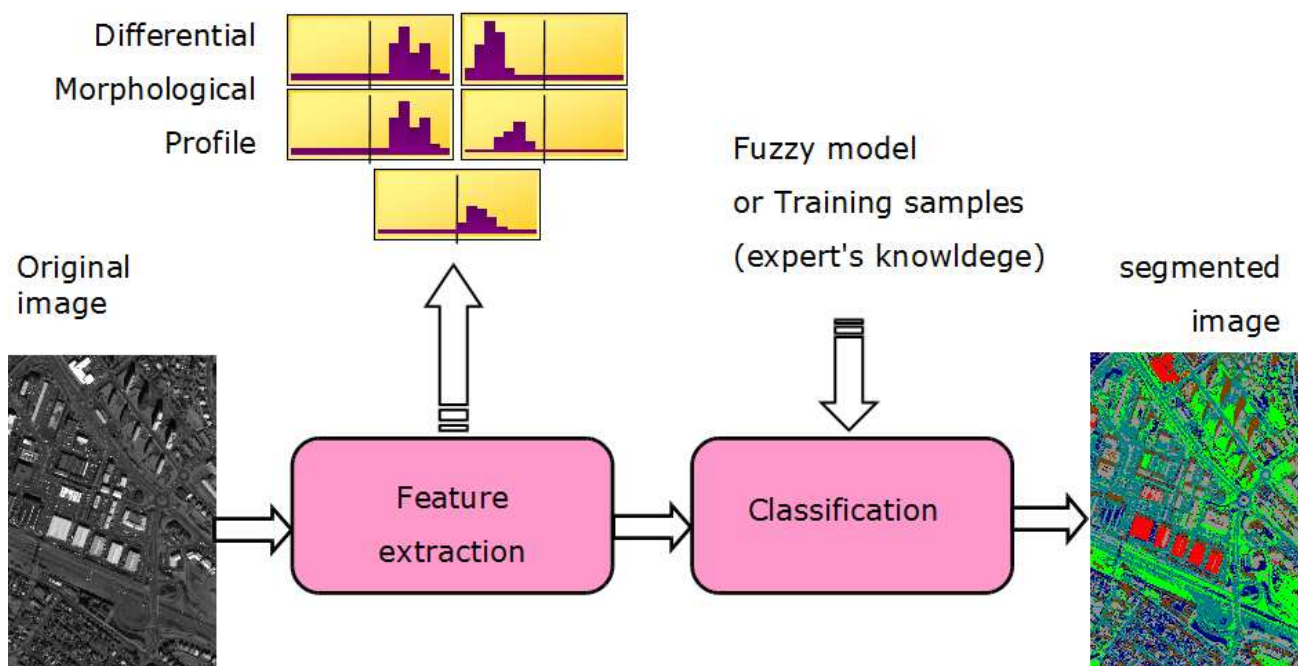 Differential
Morphological
Profile
Fuzzy model
or Training samples
(expert's knowldege)
Original
image
segmented
image
Feature
extraction
Classification